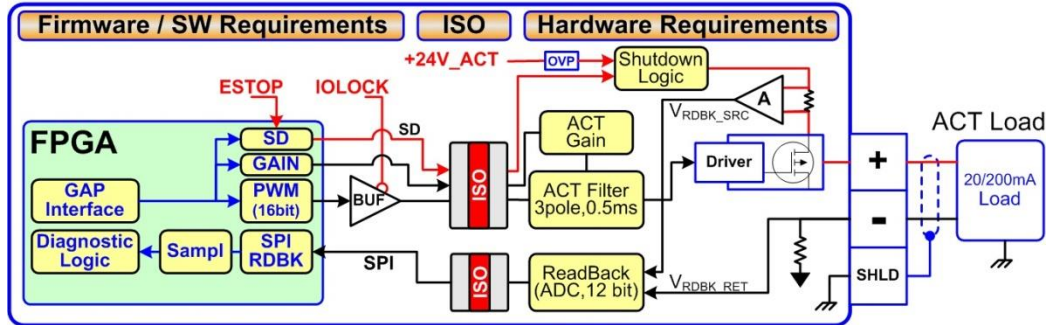 Firmware / SW Requirements
ISO
Hardware Requirements
+24V_ACT
OVP
Shutdown
Logic
ESTOP
IOLOCK
A
VRDBK_SRC
ACT Load
FPGA
SD
SD
GAIN
ACT
Gain
GAP
Interface
PWM
(16bit)
BUF
ISO
ACT Filter
3pole,0.5ms
Driver
+
20/200mA
Load
-
Diagnostic
Logic
Sampl
SPI
RDBK
SPI
ISO
ReadBack
(ADC,12 bit)
VRDBK_RET
SHLD